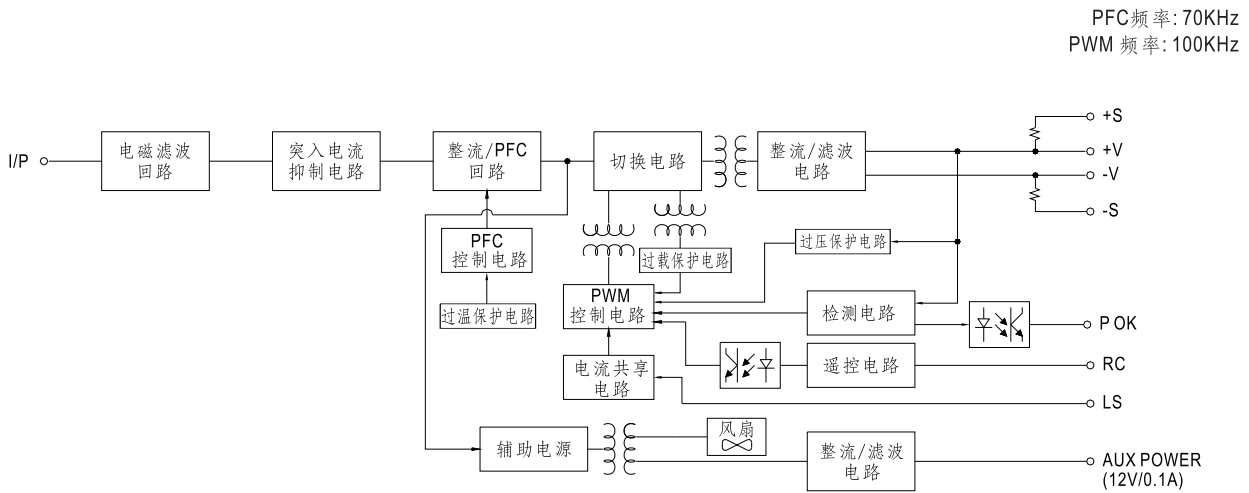 PFC频率: 70KHz
PWM 频率: 100KHz
+S
I/P
电磁滤波
回路
突入电流
抑制电路
整流/PFC
回路
切换电路
整流/滤波
电路
+V
-V
-S
PFC
控制电路
过载保护电路
过压保护电路
过温保护电路
PWM
控制电路
检测电路
P OK
电流共享
电路
遥控电路
RC
LS
辅助电源
风扇
整流/滤波
电路
AUX POWER
(12V/0.1A)